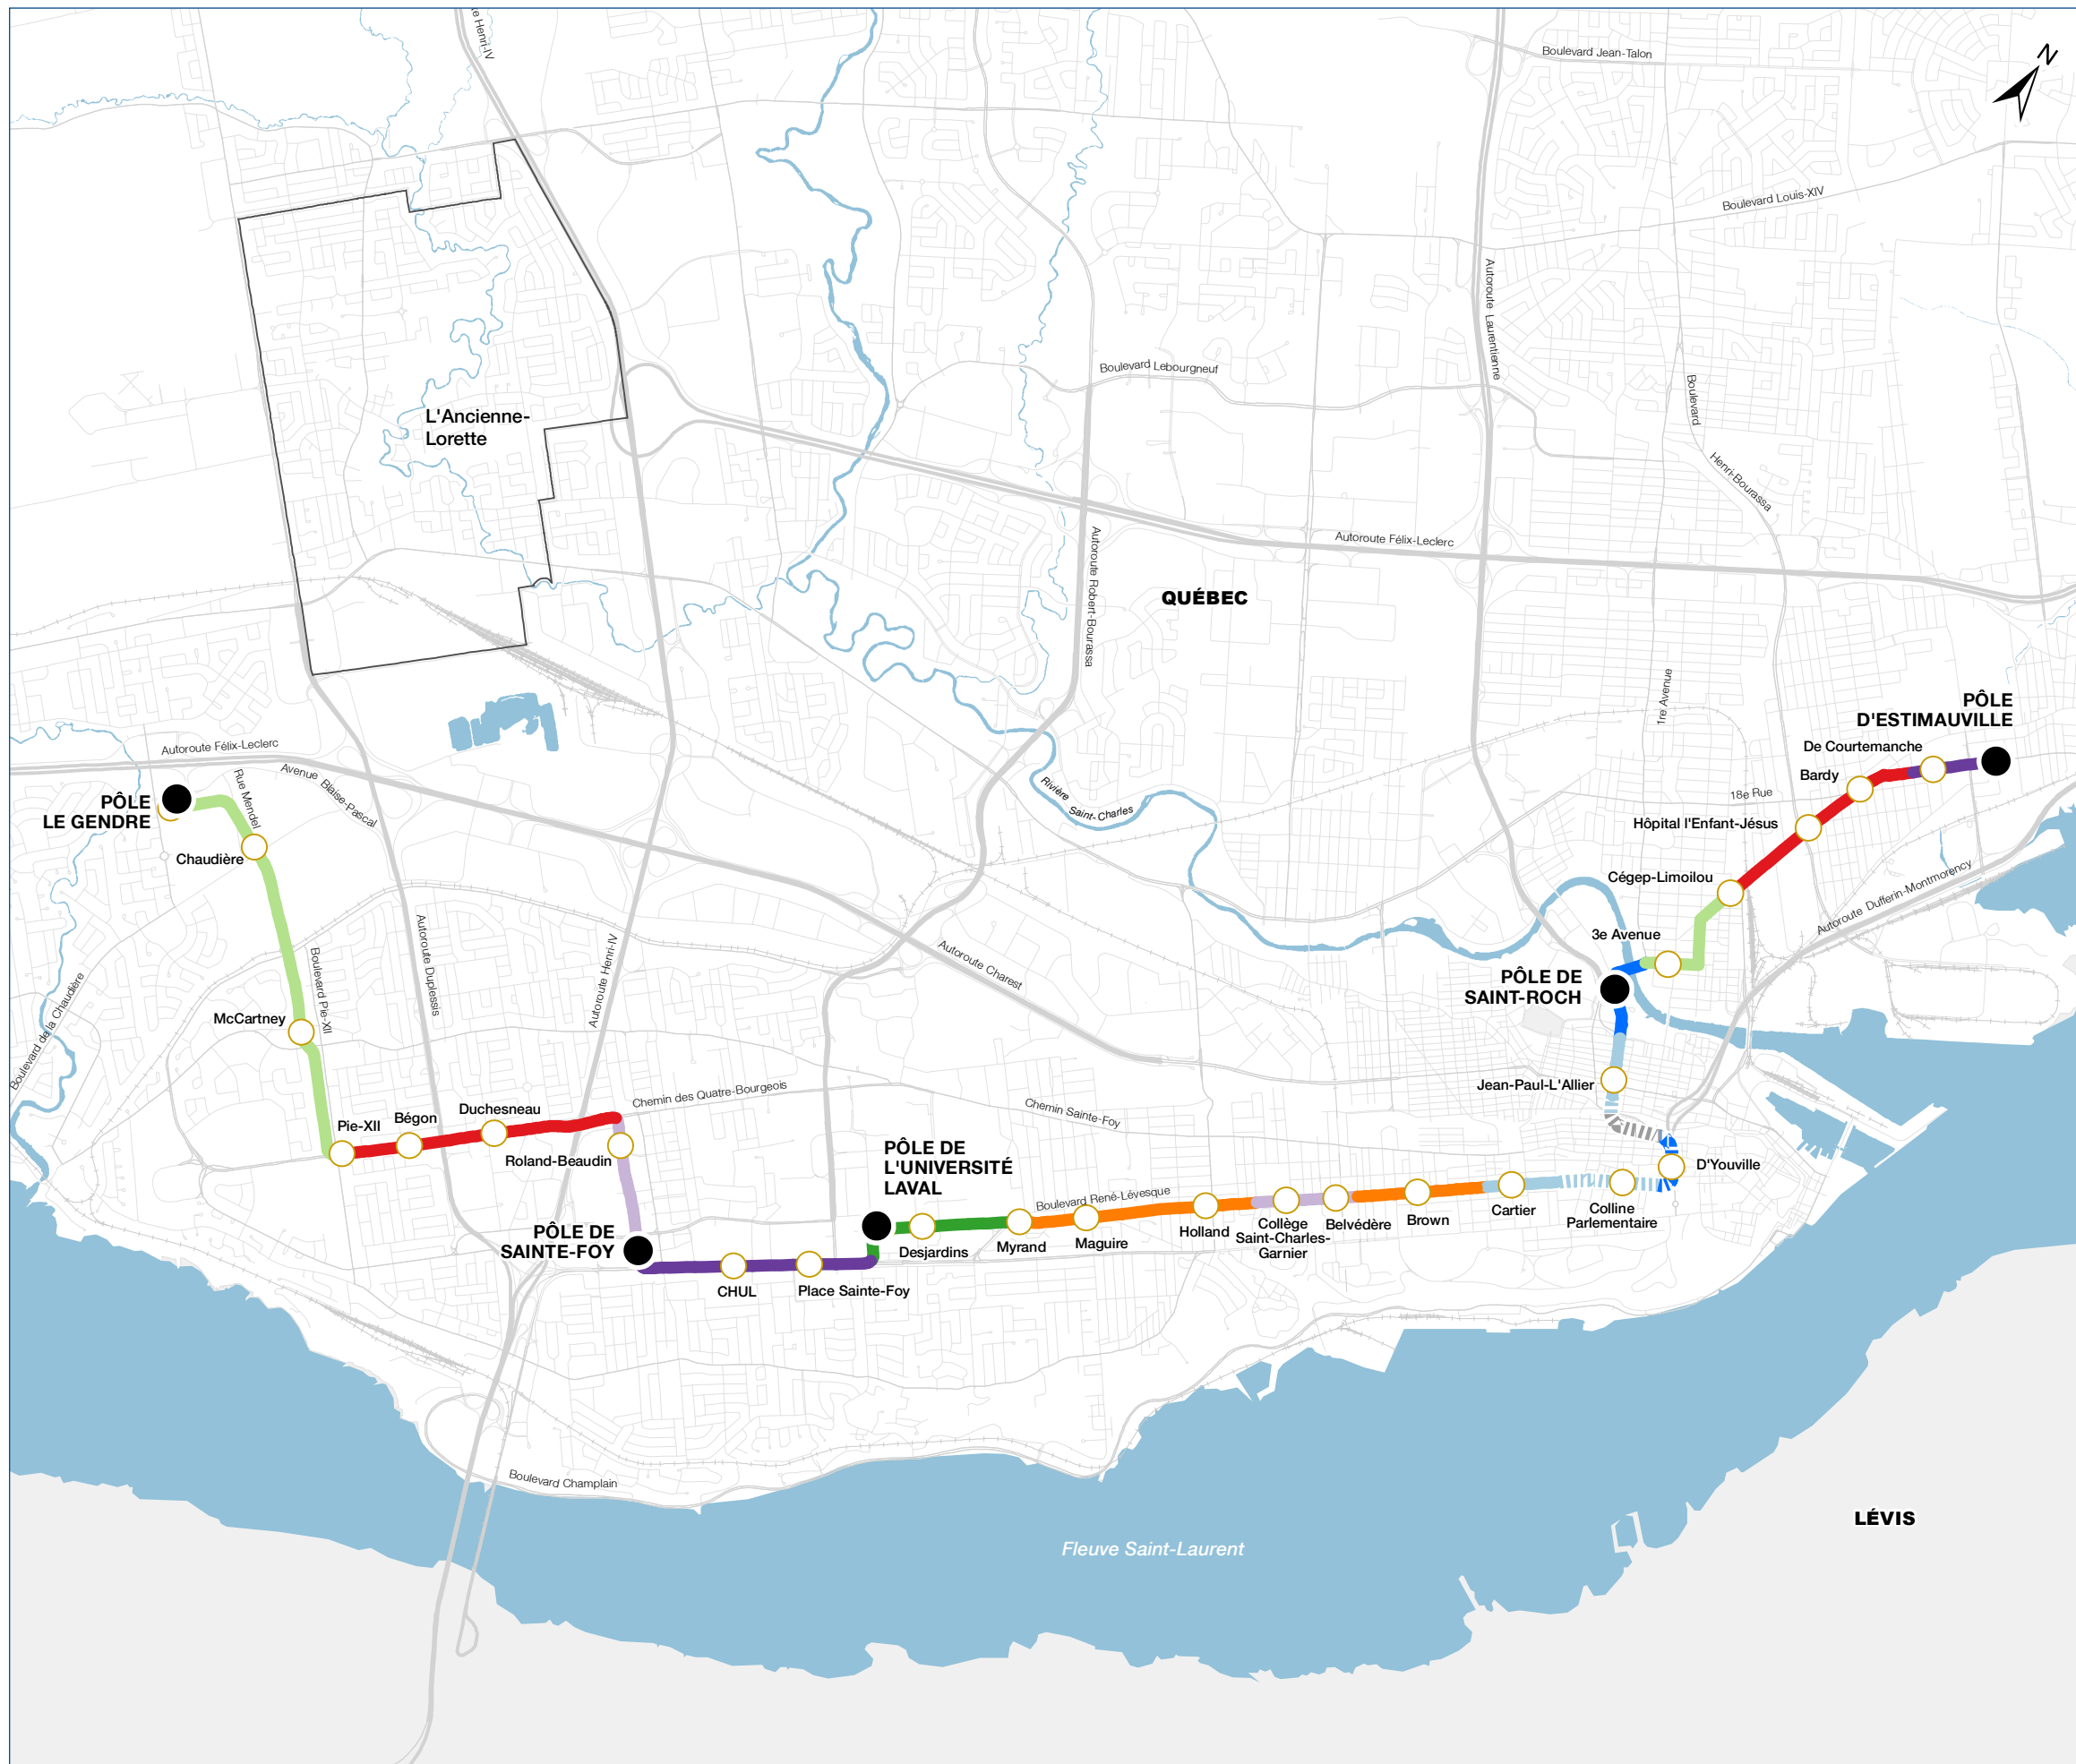 te Henri-IV
Boulevard Jean-Talon
N
Boulevard Louis-XIV
Autoroute Laurentienne
Boulevard Lebourgneuf
Boulevard
Henri-Bourassa
L'Ancienne-
Lorette
Autoroute Félix-Leclerc
Autoroute Robert-Bourassa
QUÉBEC
1re Avenue
PÔLE
D'ESTIMAUVILLE
De Courtemanche
Bardy
18e Rue
Hôpital l'Enfant-Jésus
Autoroute Félix-Leclerc
Avenue Blaise-Pascal
Rue Mendel
PÔLE
LE GENDRE
Chaudière
Rivière
Saint-Charles
Cégep-Limoilou
Autoroute Dufferin-Montmorency
3e Avenue
PÔLE DE
SAINT-ROCH
Autoroute Duplessis
Autoroute Henri-IV
Autoroute Charest
Boulevard Pie-XII
Boulevard de la Chaudière
McCartney
Jean-Paul-L'Allier
Chemin des Quatre-Bourgeois
Chemin Sainte-Foy
Pie-XII
Bégon
Duchesneau
Roland-Beaudin
PÔLE DE
L'UNIVERSITÉ
LAVAL
D'Youville
Boulevard René-Lévesque
PÔLE DE
SAINTE-FOY
CHUL
Place Sainte-Foy
Desjardins
Myrand
Maguire
Holland
Collège
Saint-Charles-
Garnier
Belvédère
Brown
Cartier
Colline
Parlementaire
Boulevard Champlain
Fleuve Saint-Laurent
LÉVIS